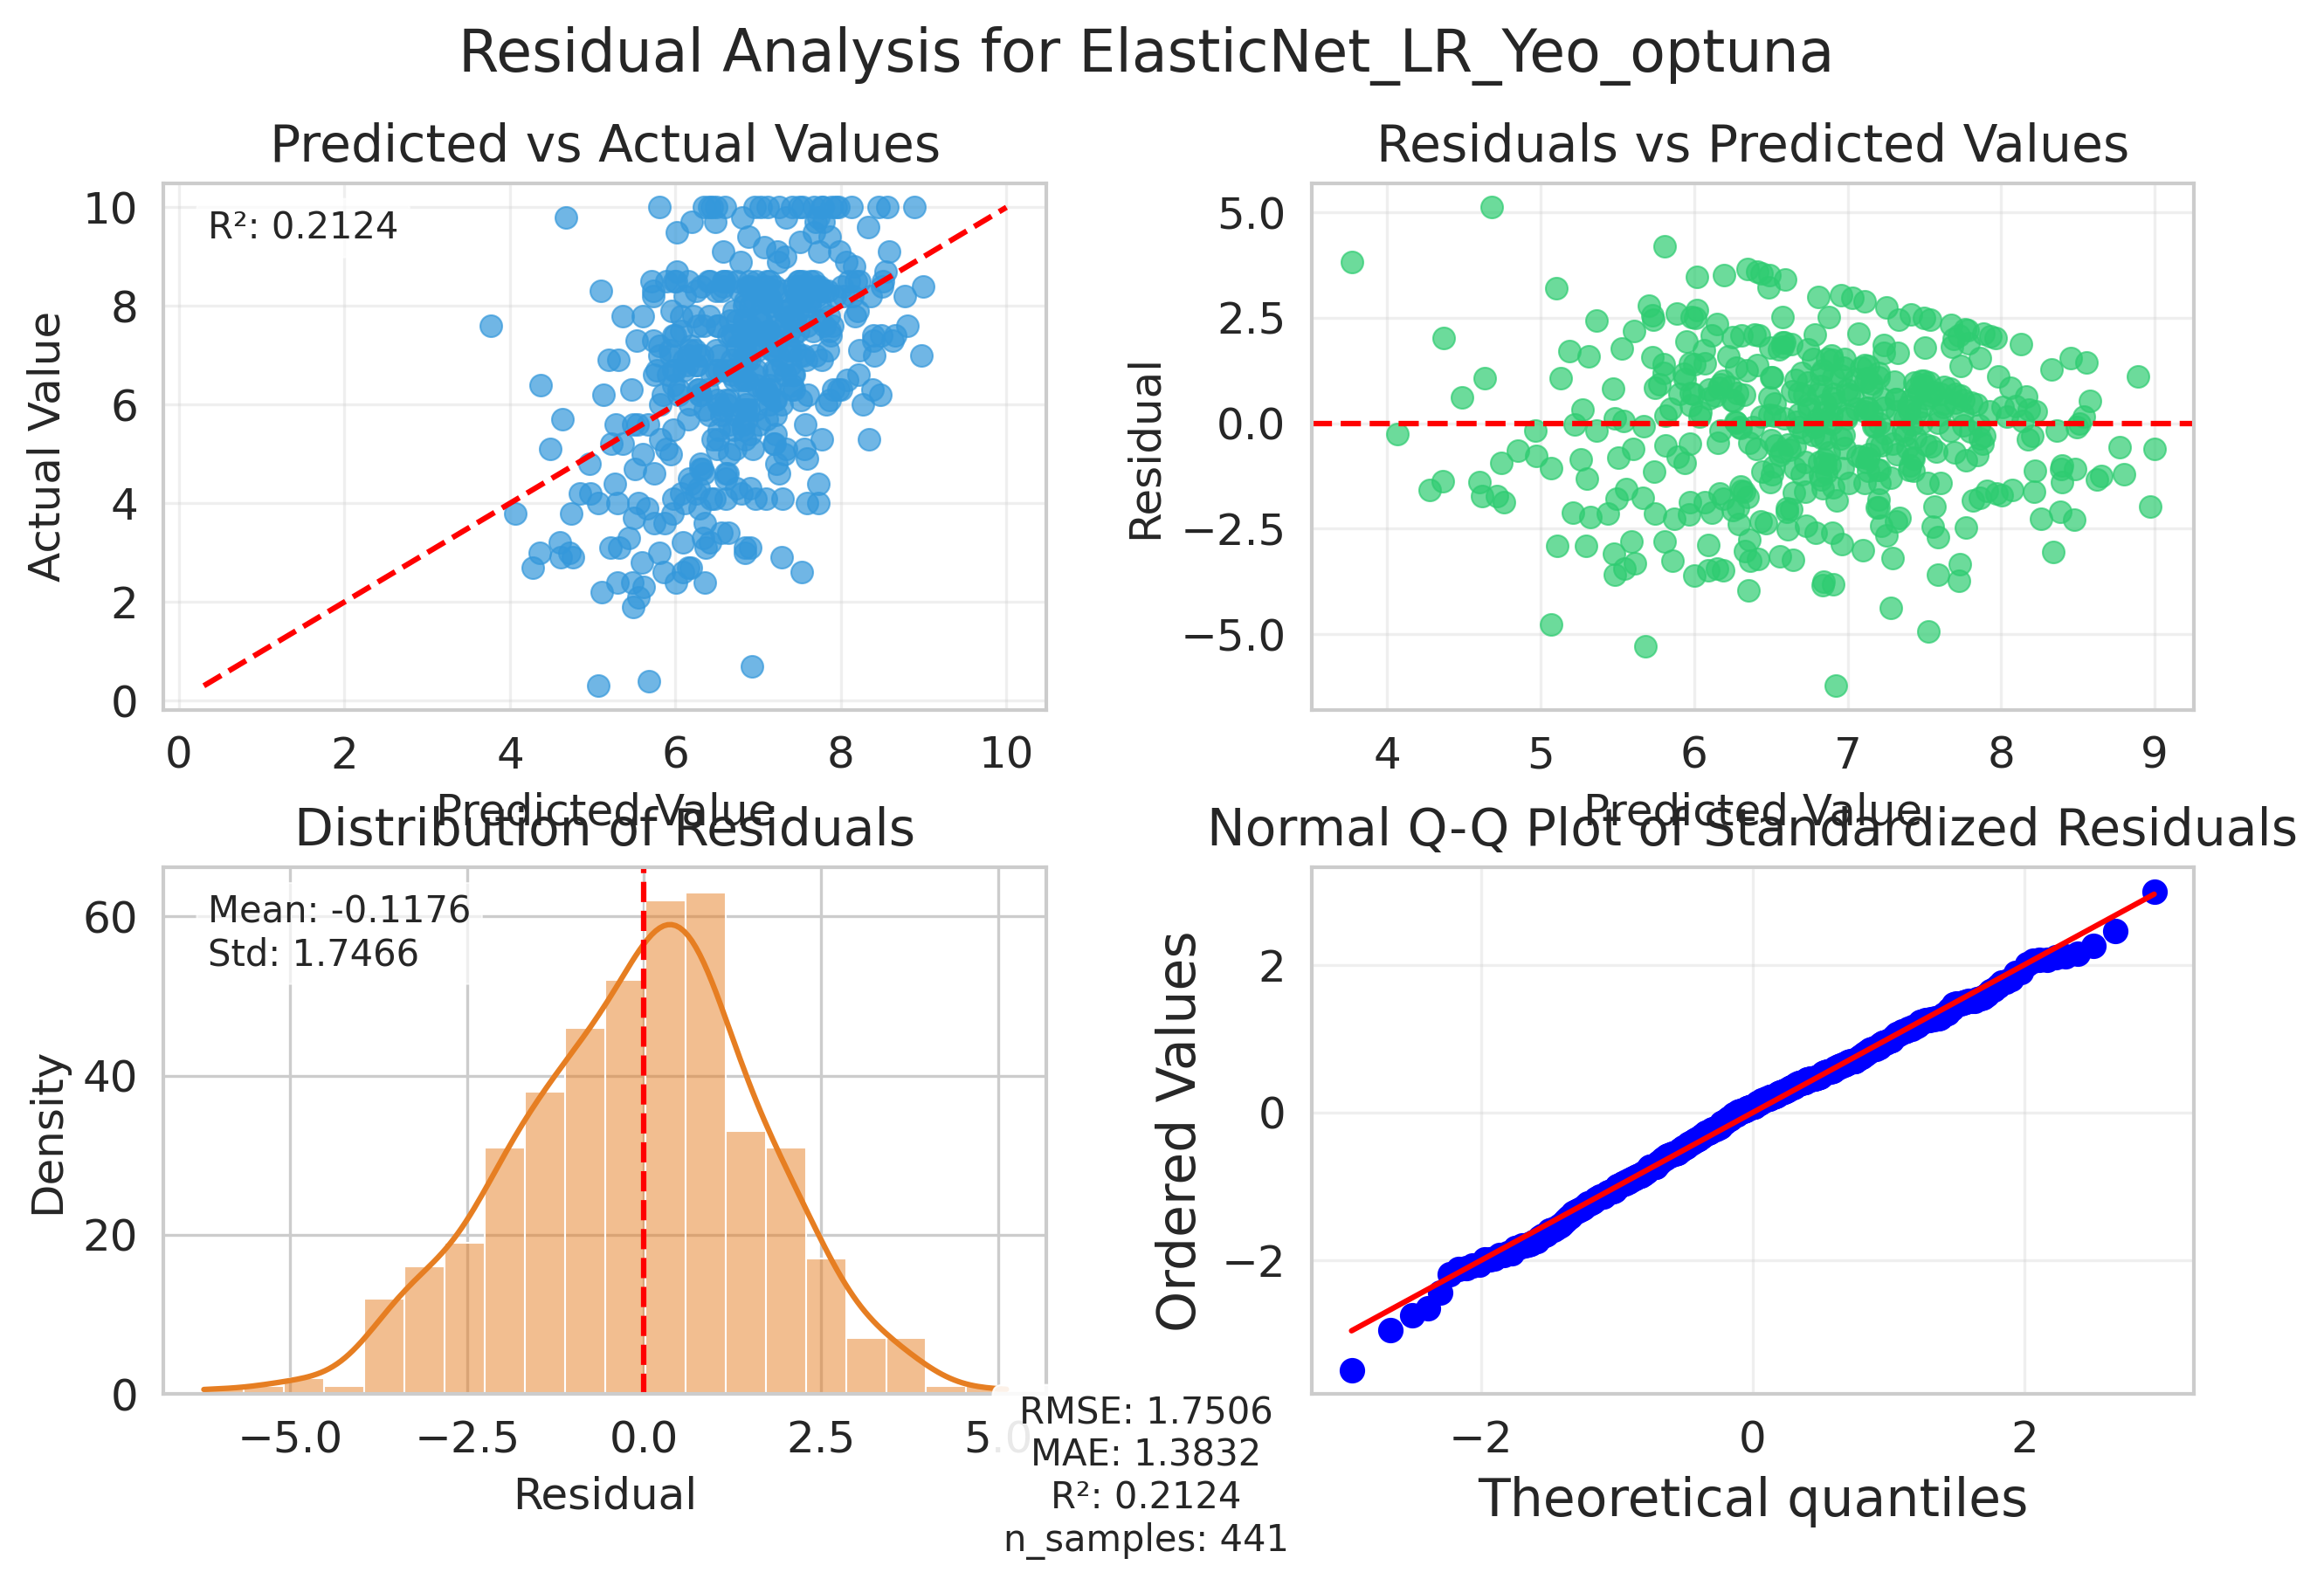 Residual Analysis for ElasticNet_LR_Yeo_optuna
Predicted vs Actual Values
R²: 0.2124
Actual Value
10
8
6
4
2
0
0 2 4 6 8 10
Predicted Value
Residuals vs Predicted Values
Residual
5.0
2.5
0.0
−2.5
−5.0
4 5 6 7 8 9
Predicted Value
Distribution of Residuals
Mean: -0.1176
Std: 1.7466
Density
60
40
20
0
−5.0 −2.5 0.0 2.5 5.0
Residual
Normal Q-Q Plot of Standardized Residuals
Ordered Values
2
0
−2
−2 0 2
Theoretical quantiles
RMSE: 1.7506
MAE: 1.3832
R²: 0.2124
n_samples: 441